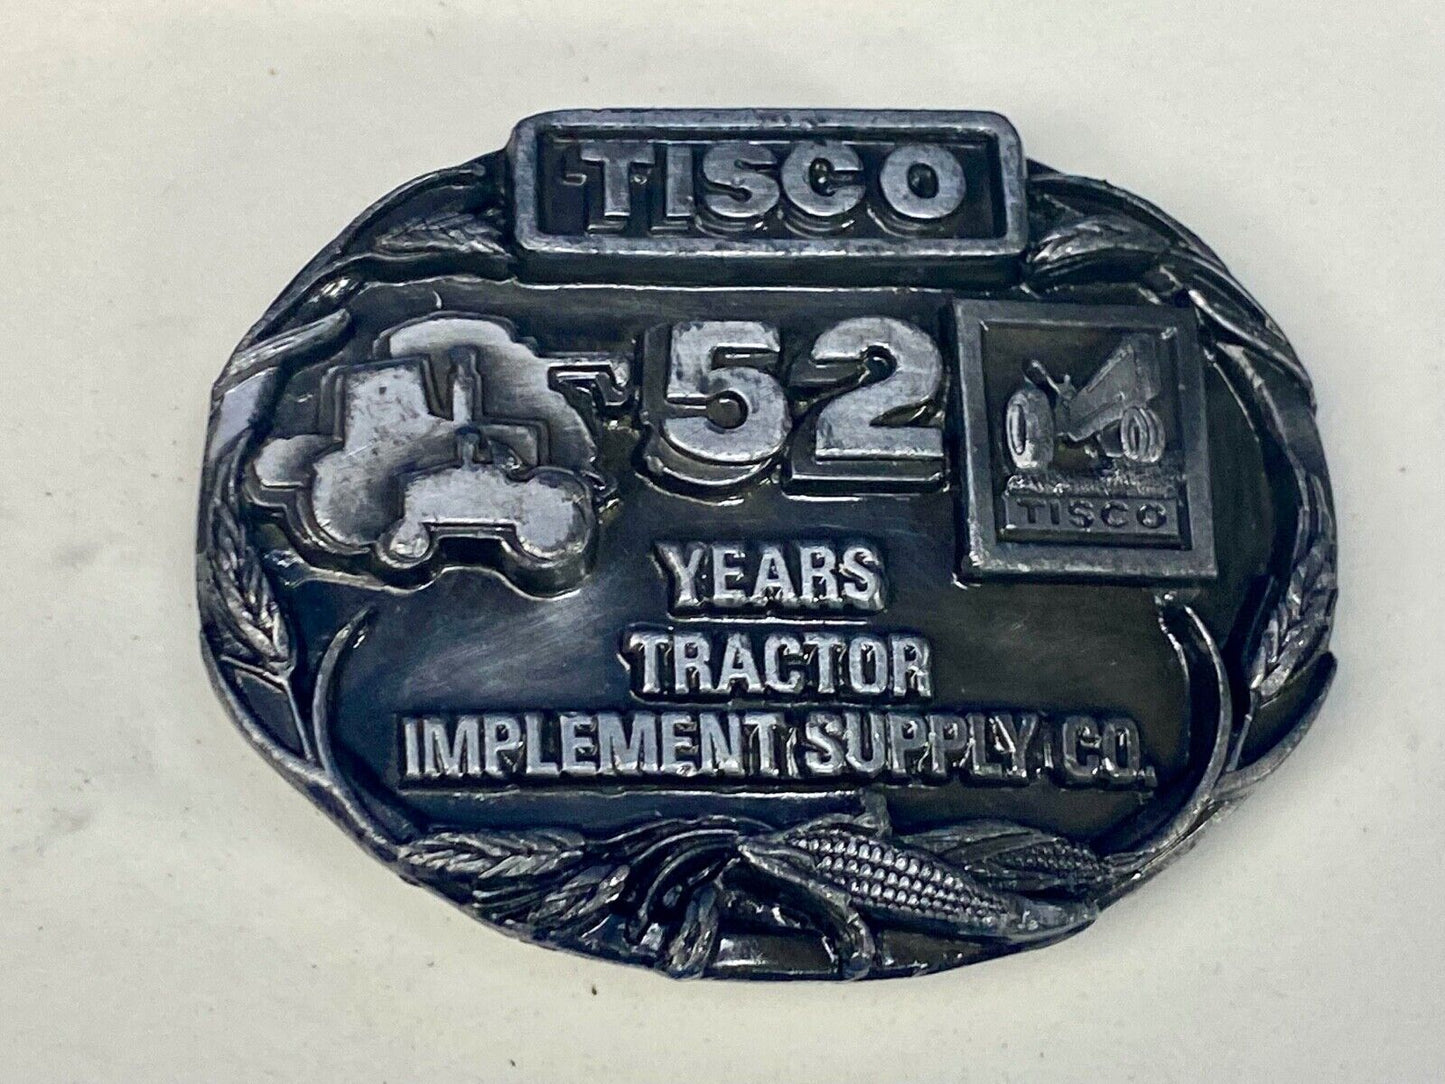 TISCO
52
TISCO
YEARS
TRACTOR
IMPLEMENT SUPPLY CO.